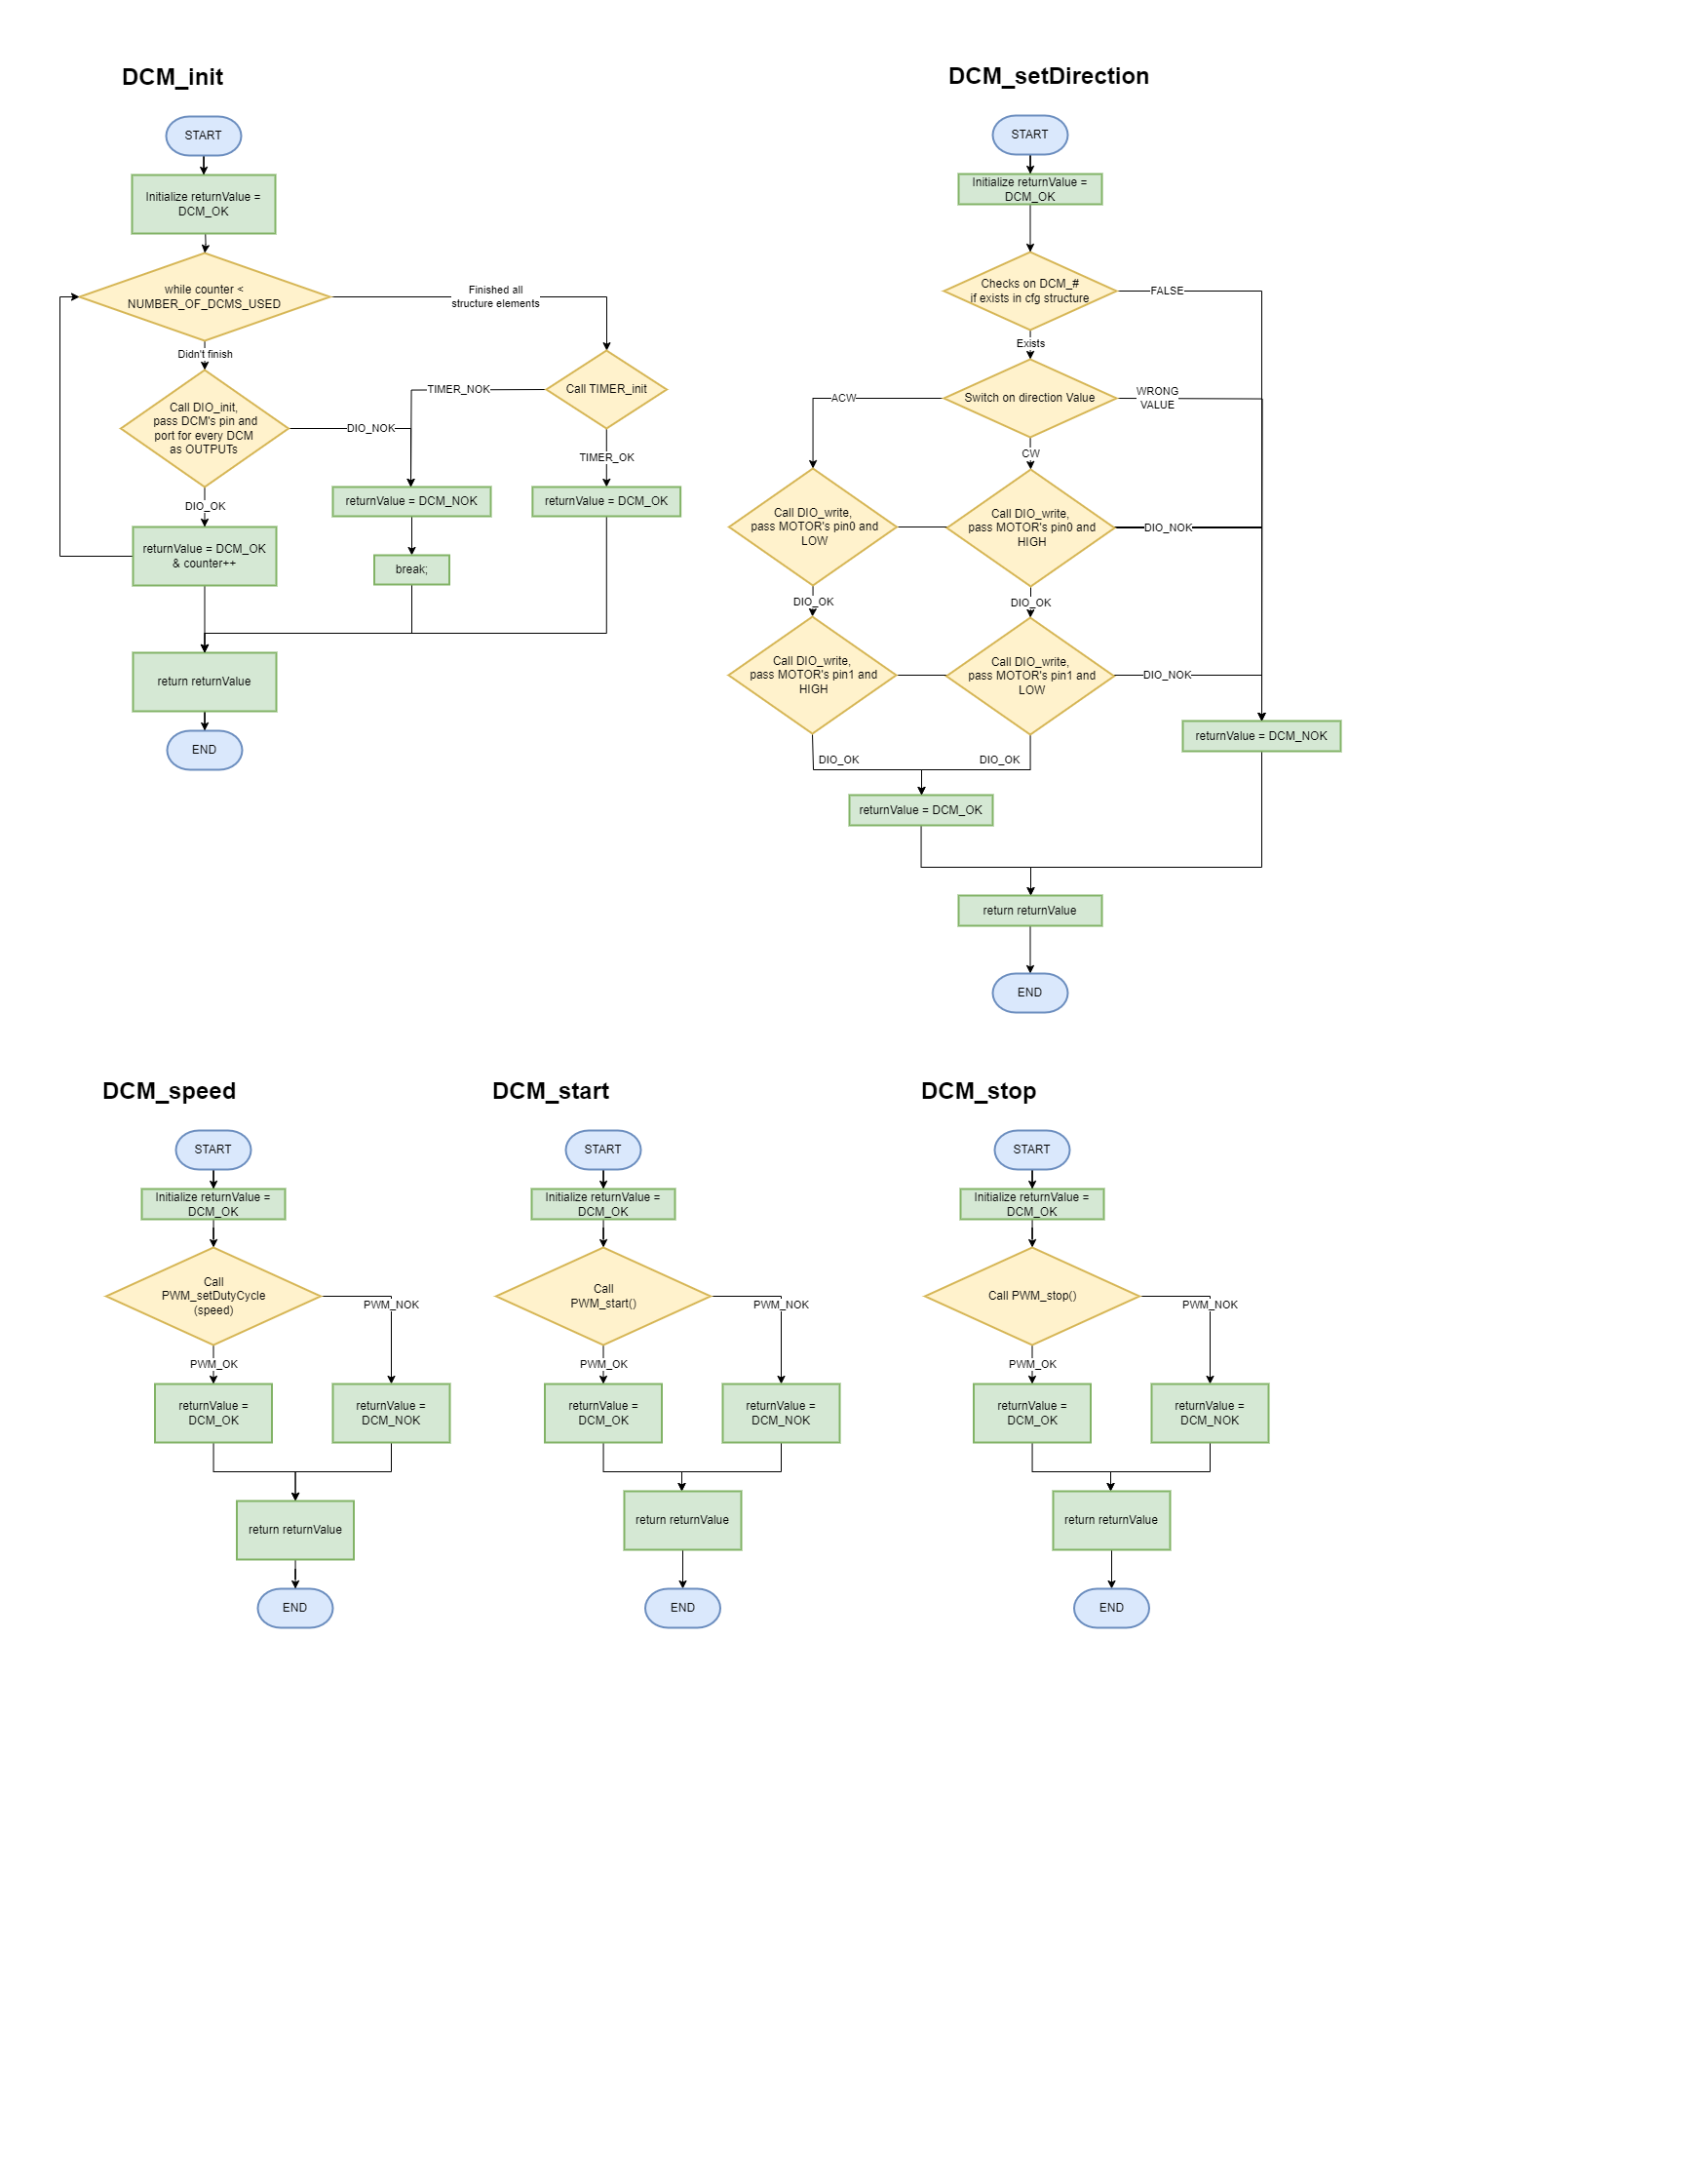 DCM_init
START
Initialize returnValue =
DCM_OK
while counter <
NUMBER_OF_DCMS_USED
Finished all
structure elements
Didn't finish
Call DIO_init,
pass DCM's pin and
port for every DCM
as OUTPUTs
DIO_NOK
TIMER_NOK
Call TIMER_init
TIMER_OK
DIO_OK
returnValue = DCM_NOK
returnValue = DCM_OK
returnValue = DCM_OK
& counter++
break;
return returnValue
END
DCM_setDirection
START
Initialize returnValue =
DCM_OK
Checks on DCM_#
if exists in cfg structure
FALSE
Exists
Switch on direction Value
ACW
WRONG
VALUE
CW
Call DIO_write,
pass MOTOR's pin0 and
LOW
Call DIO_write,
pass MOTOR's pin0 and
HIGH
DIO_NOK
DIO_OK
DIO_OK
Call DIO_write,
pass MOTOR's pin1 and
HIGH
Call DIO_write,
pass MOTOR's pin1 and
LOW
DIO_NOK
returnValue = DCM_NOK
DIO_OK
DIO_OK
returnValue = DCM_OK
return returnValue
END
DCM_speed
START
Initialize returnValue =
DCM_OK
Call
PWM_setDutyCycle
(speed)
PWM_NOK
PWM_OK
returnValue =
DCM_OK
returnValue =
DCM_NOK
return returnValue
END
DCM_start
START
Initialize returnValue =
DCM_OK
Call
PWM_start()
PWM_NOK
PWM_OK
returnValue =
DCM_OK
returnValue =
DCM_NOK
return returnValue
END
DCM_stop
START
Initialize returnValue =
DCM_OK
Call PWM_stop()
PWM_NOK
PWM_OK
returnValue =
DCM_OK
returnValue =
DCM_NOK
return returnValue
END